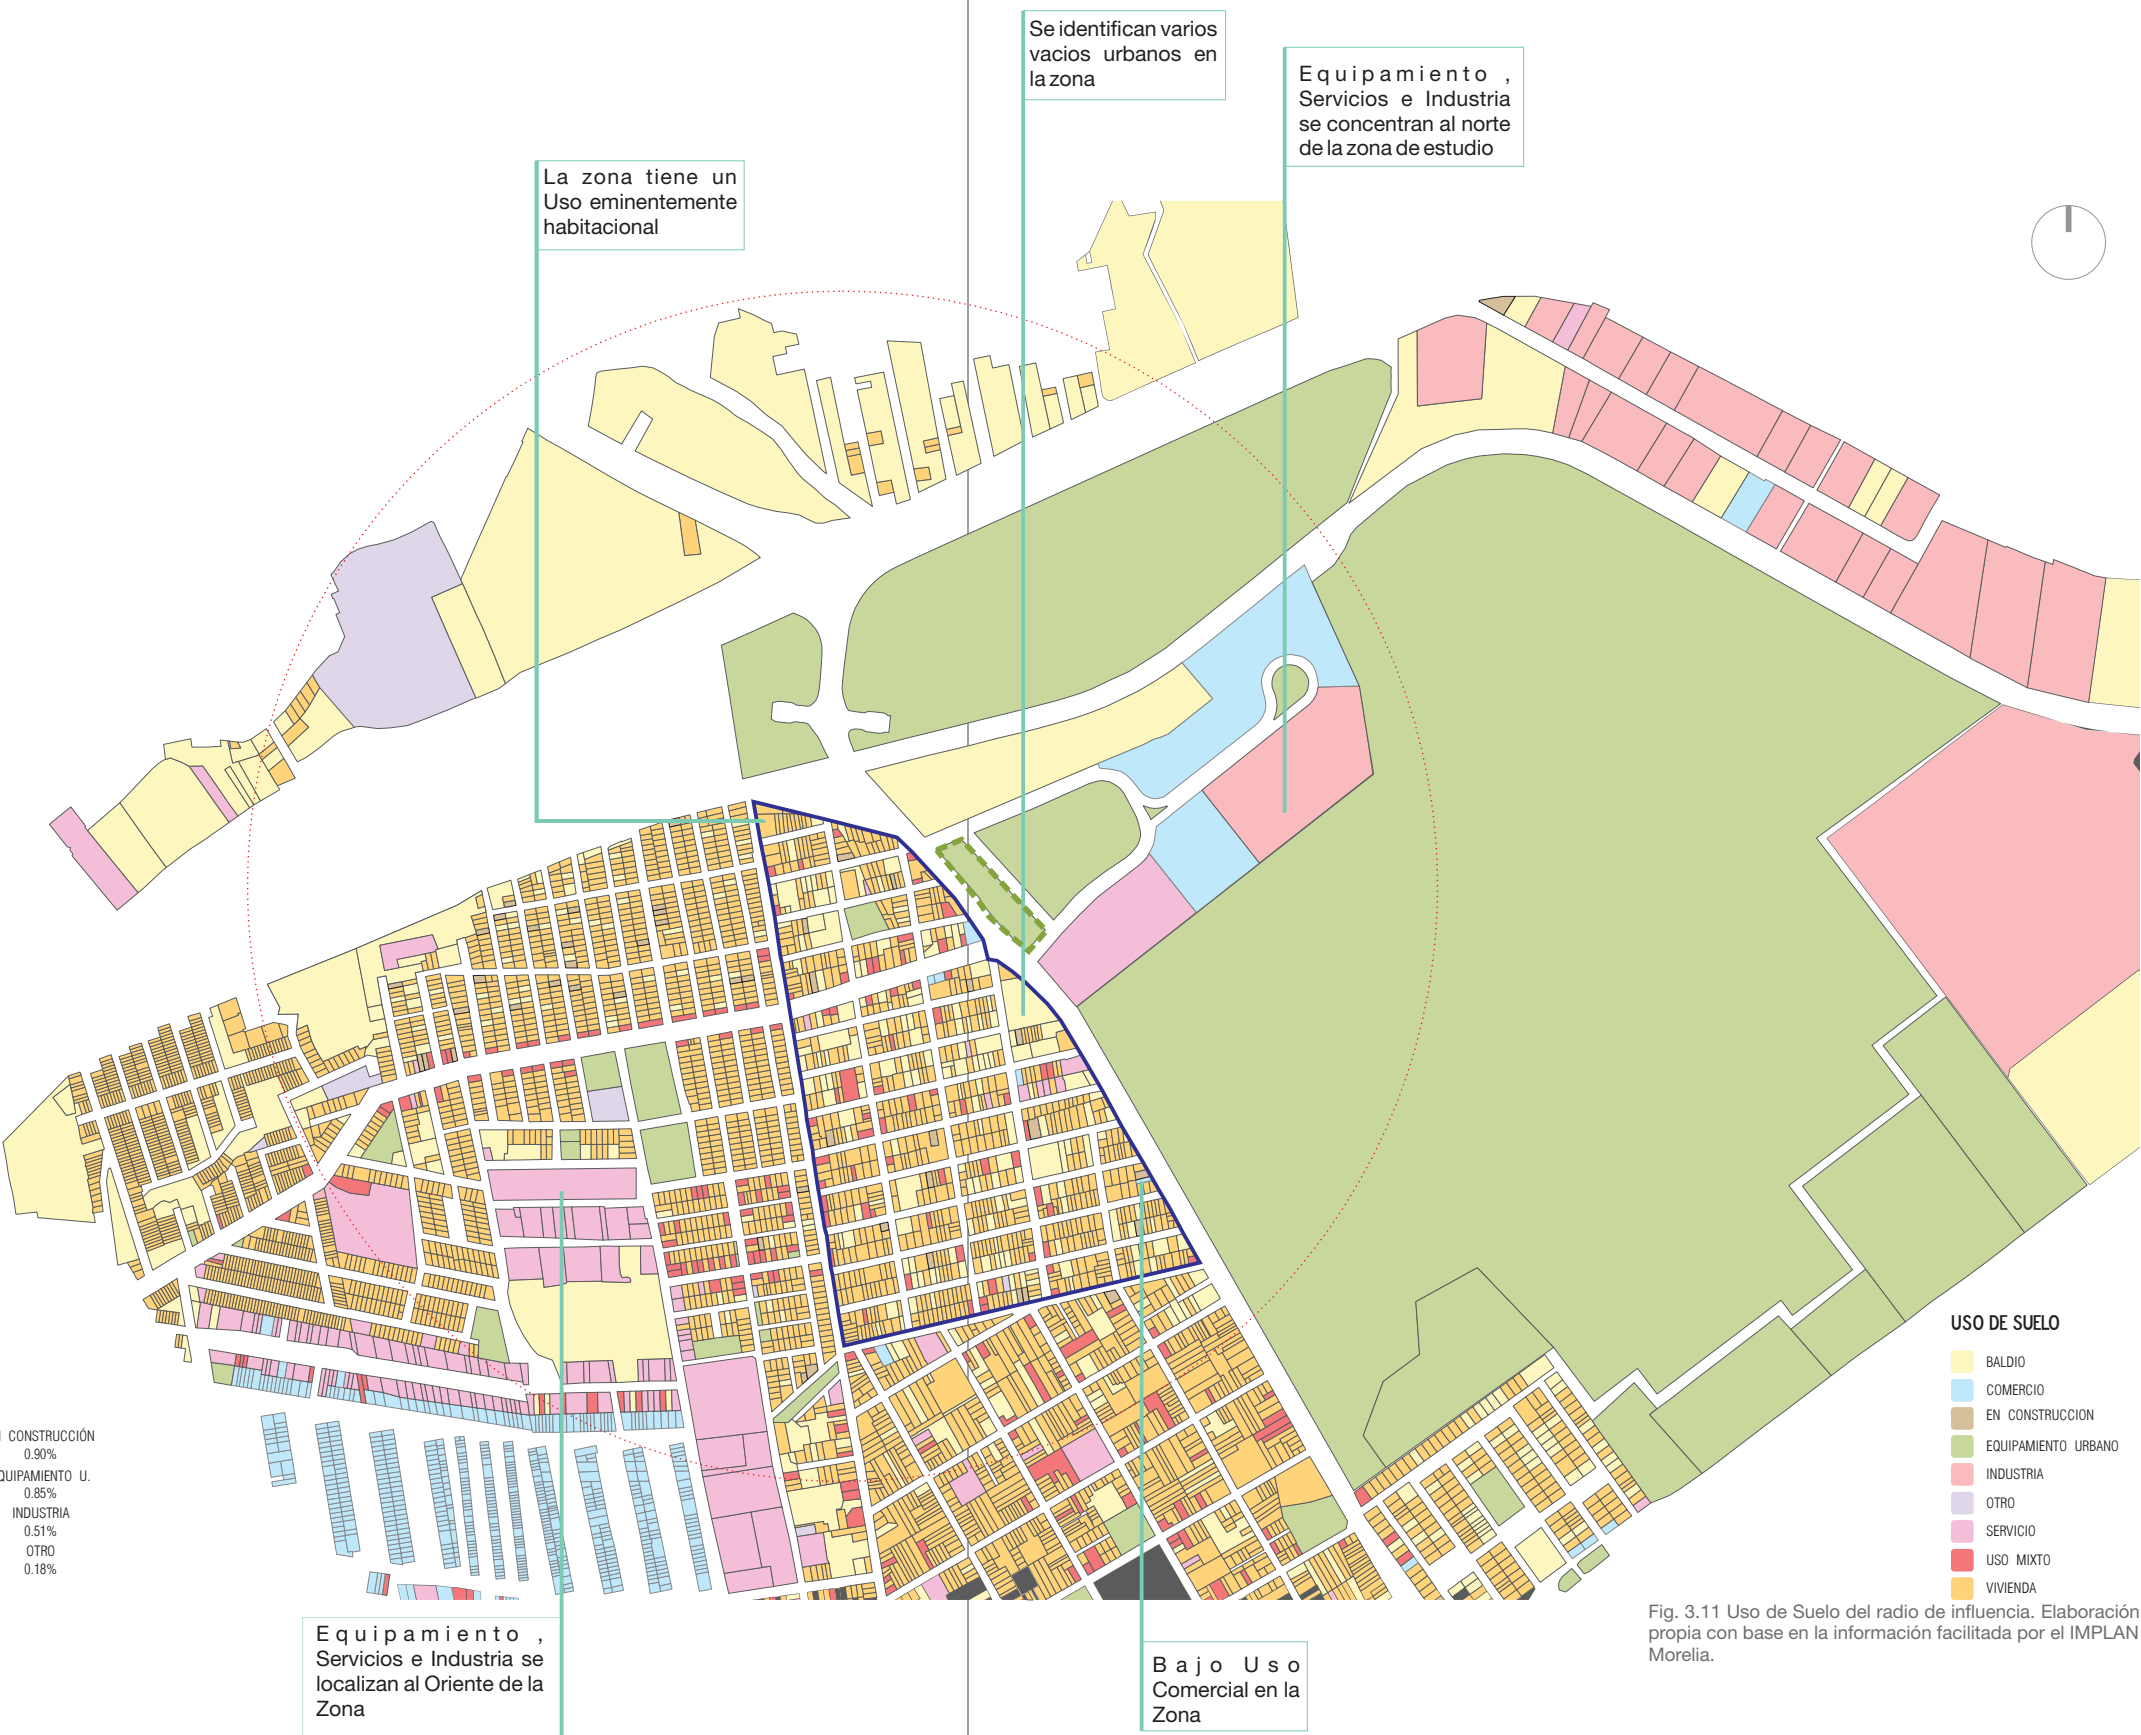 Se identifican varios
vacios urbanos en
la zona
Equipamiento ,
Servicios e Industria
se concentran al norte
de la zona de estudio
La zona tiene un
Uso eminentemente
habitacional
USO DE SUELO
BALDIO
COMERCIO
EN CONSTRUCCION
EQUIPAMIENTO URBANO
INDUSTRIA
OTRO
SERVICIO
USO MIXTO
VIVIENDA
CONSTRUCCIÓN
0.90%
QUIPAMIENTO U.
0.85%
INDUSTRIA
0.51%
OTRO
0.18%
Equipamiento ,
Servicios e Industria se
localizan al Oriente de la
Zona
Bajo Uso
Comercial en la
Zona
Fig. 3.11 Uso de Suelo del radio de influencia. Elaboración
propia con base en la información facilitada por el IMPLAN
Morelia.